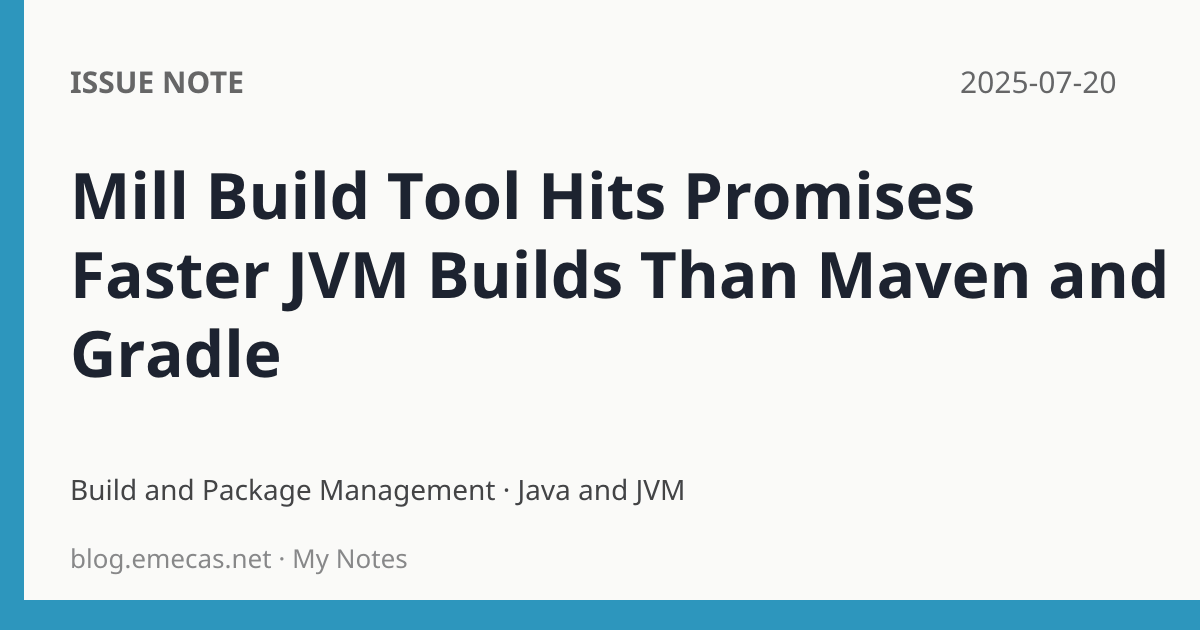 ISSUE NOTE
2025-07-20
Mill Build Tool Hits Promises
Faster JVM Builds Than Maven and
Gradle
Build and Package Management · Java and JVM
blog.emecas.net · My Notes